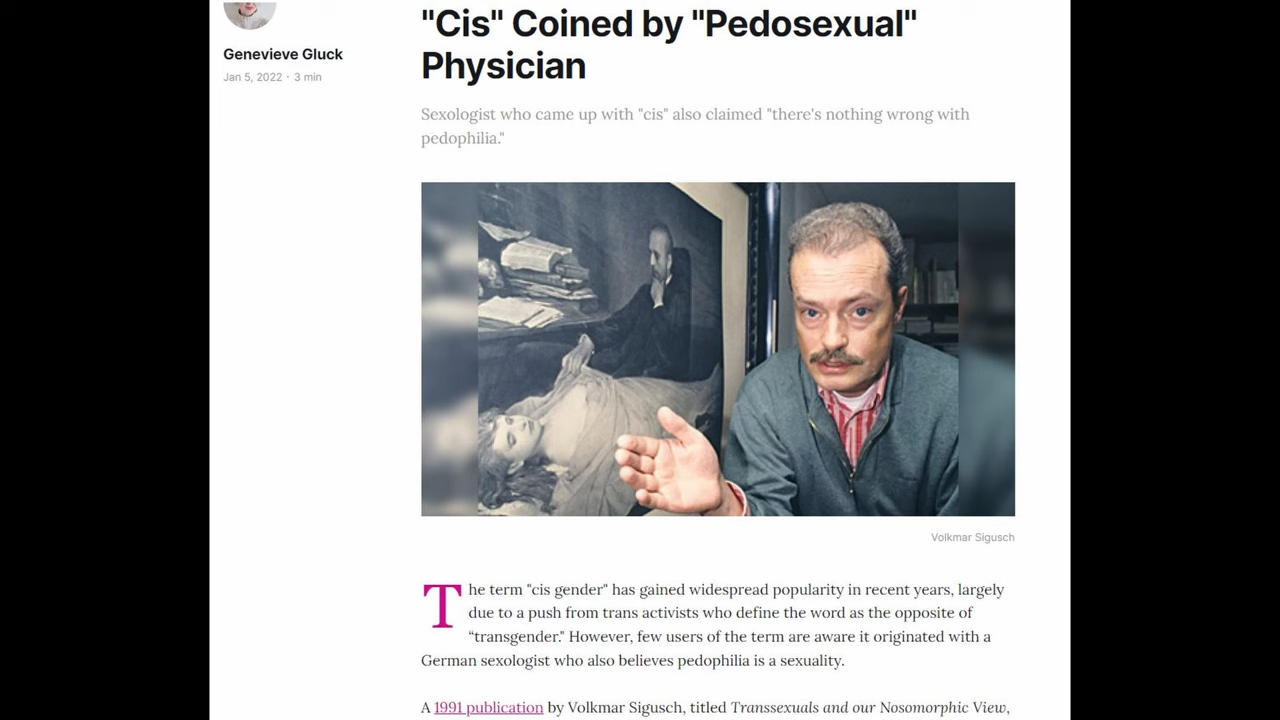 "Cis" Coined by "Pedosexual"
Physician
Genevieve Gluck
Jan 5, 2022 · 3 min
Sexologist who came up with "cis" also claimed "there's nothing wrong with
pedophilia."
Volkmar Sigusch
The term "cis gender" has gained widespread popularity in recent years, largely
due to a push from trans activists who define the word as the opposite of
“transgender." However, few users of the term are aware it originated with a
German sexologist who also believes pedophilia is a sexuality.
A 1991 publication by Volkmar Sigusch, titled Transsexuals and our Nosomorphic View,